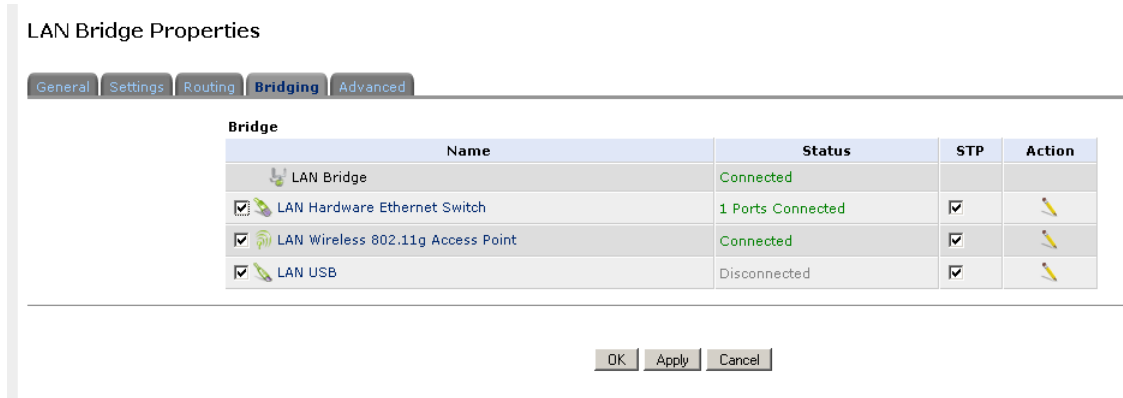 LAN Bridge Properties
General Settings Routing Bridging Advanced
Bridge
Name Status STP Action
LAN Bridge Connected
LAN Hardware Ethernet Switch 1 Ports Connected
LAN Wireless 802.11g Access Point Connected
LAN USB Disconnected
OK Apply Cancel